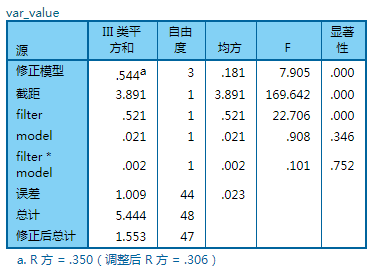 var_value
源 III 类平方和 自由度 均方 F 显著性
修正模型 .544a 3 .181 7.905 .000
截距 3.891 1 3.891 169.642 .000
filter .521 1 .521 22.706 .000
model .021 1 .021 .908 .346
filter * model .002 1 .002 .101 .752
误差 1.009 44 .023
总计 5.444 48
修正后总计 1.553 47
a. R 方 = .350（调整后 R 方 = .306）